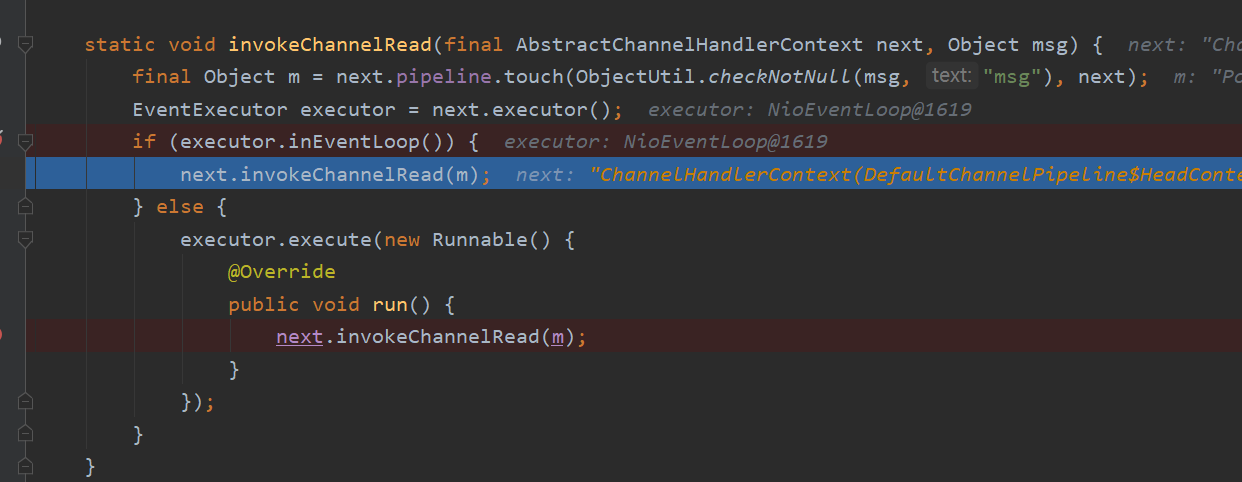 static void invokeChannelRead(final AbstractChannelHandlerContext next, Object msg) { next: "Cha
final Object m = next.pipeline.touch(ObjectUtil.checkNotNull(msg, text: "msg"), next); m: "Po
EventExecutor executor = next.executor(); executor: NioEventLoop@1619
if (executor.inEventLoop()) { executor: NioEventLoop@1619
next.invokeChannelRead(m); next: "ChannelHandlerContext(DefaultChannelPipeline$HeadConte
} else {
executor.execute(new Runnable() {
@Override
public void run() {
next.invokeChannelRead(m);
}
});
}
}